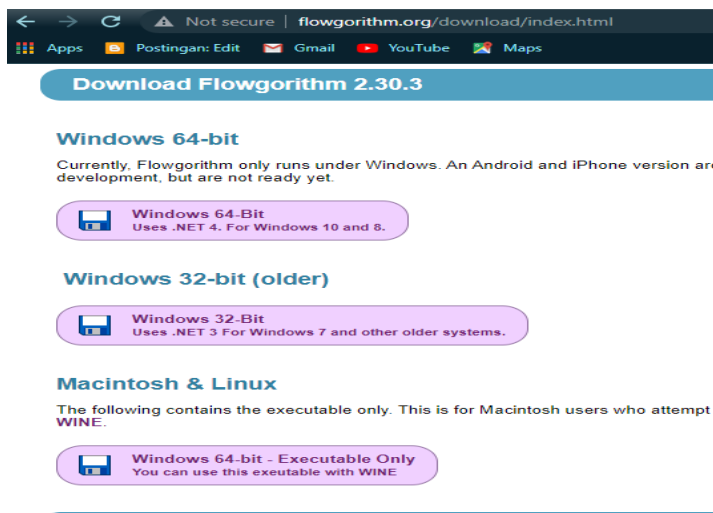 Not secure | flowgorithm.org/download/index.html
Apps Postingan: Edit Gmail YouTube Maps
Download Flowgorithm 2.30.3
Windows 64-bit
Currently, Flowgorithm only runs under Windows. An Android and iPhone version are
development, but are not ready yet.
Windows 64-Bit
Uses .NET 4. For Windows 10 and 8.
Windows 32-bit (older)
Windows 32-Bit
Uses .NET 3 For Windows 7 and other older systems.
Macintosh & Linux
The following contains the executable only. This is for Macintosh users who attempt
WINE.
Windows 64-bit - Executable Only
You can use this exeutable with WINE